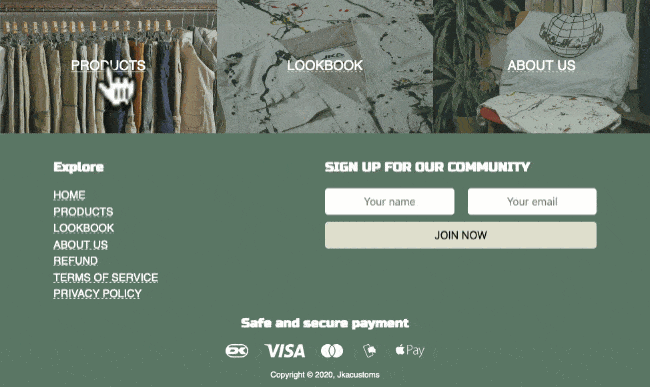 PRODUCTS
LOOKBOOK
ABOUT US
Explore
HOME
PRODUCTS
LOOKBOOK
ABOUT US
REFUND
TERMS OF SERVICE
PRIVACY POLICY
SIGN UP FOR OUR COMMUNITY
Your name
Your email
JOIN NOW
Safe and secure payment
VISA
Pay
Copyright © 2020, Jkacustoms